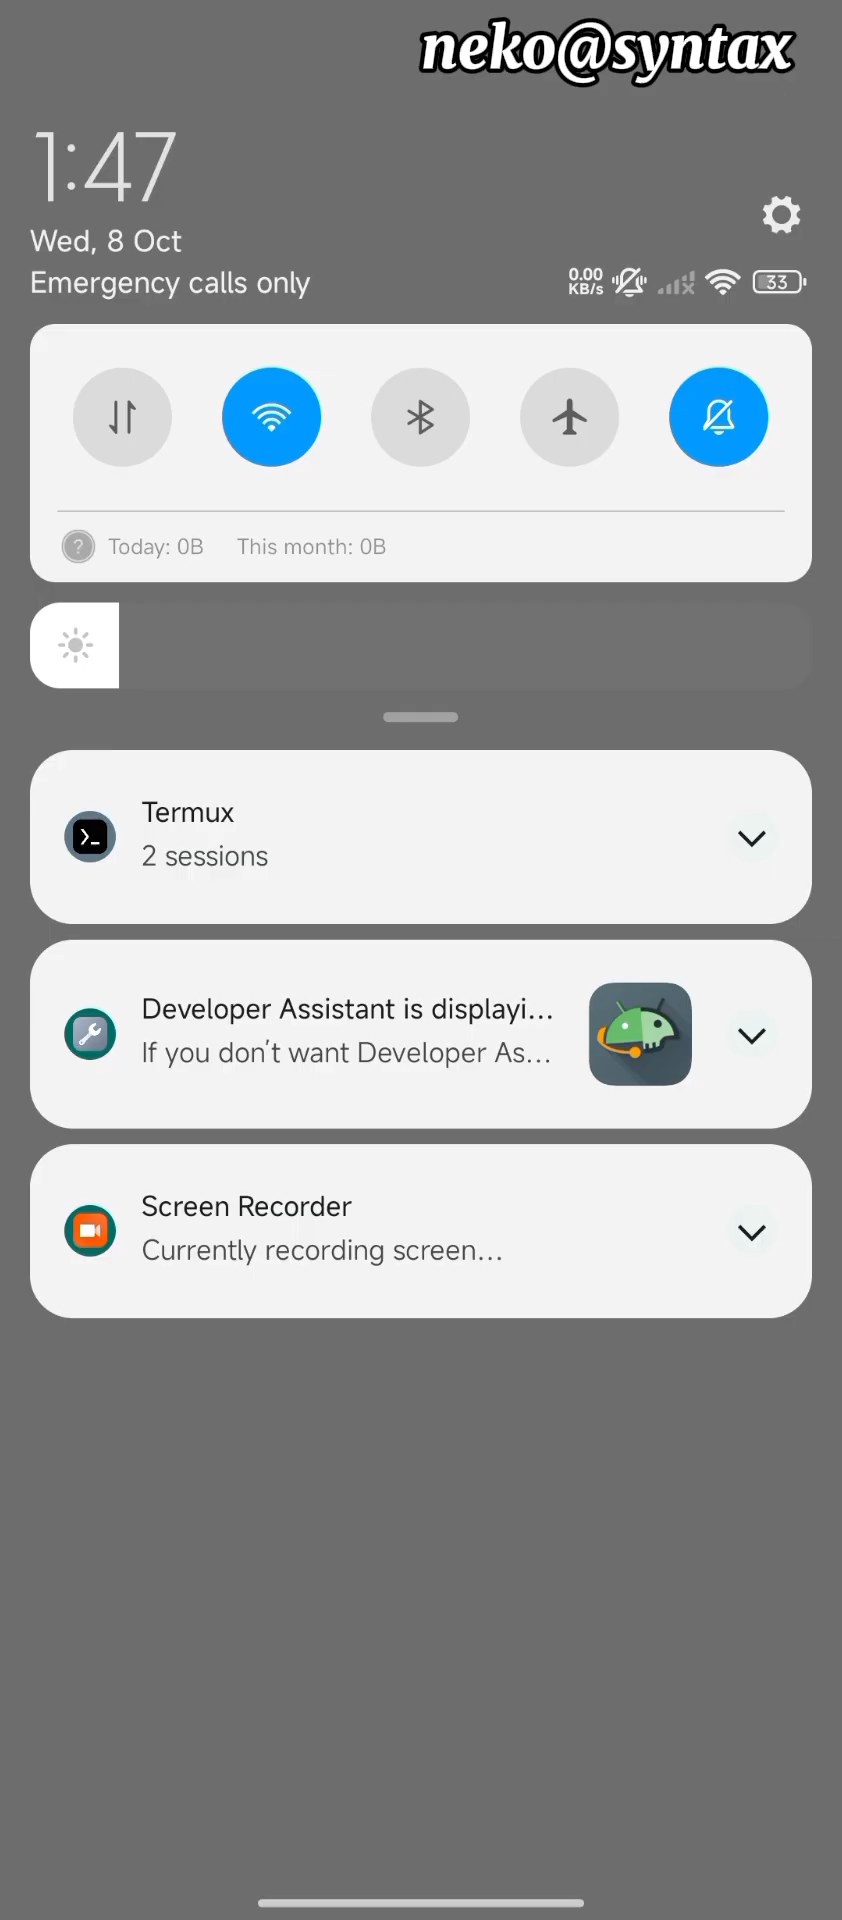 neko@syntax
1:47
Wed, 8 Oct
Emergency calls only
0.00
KB/s
33
Today: 0B This month: 0B
Termux
2 sessions
Developer Assistant is displayi...
If you don't want Developer As...
Screen Recorder
Currently recording screen...